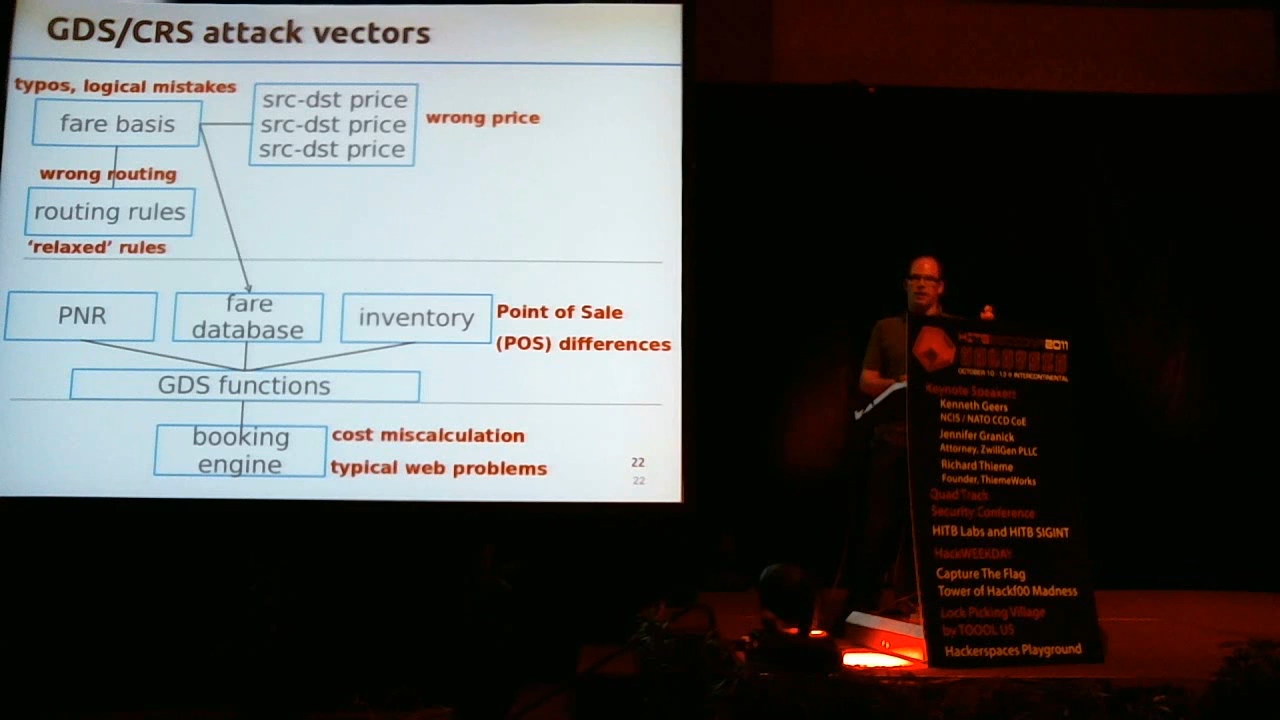 GDS/CRS attack vectors
typos, logical mistakes
fare basis
src-dst price
src-dst price
src-dst price
wrong price
wrong routing
routing rules
‘relaxed’ rules
PNR
fare
database
inventory
Point of Sale
(POS) differences
GDS functions
booking
engine
cost miscalculation
typical web problems
22
22
HITBSECCONF2011
OCTOBER 10 - 13 @ INTERCONTINENTAL
Keynote Speakers
Kenneth Geers
NCIS / NATO CCD CoE
Jennifer Granick
Attorney, ZwillGen PLLC
Richard Thieme
Founder, ThiemeWorks
Quad Track
Security Conference
HITB Labs and HITB SIGINT
HackWEEKDAY
Capture The Flag
Tower of Hackf00 Madness
Lock Picking Village
by TOOOL US
Hackerspaces Playground